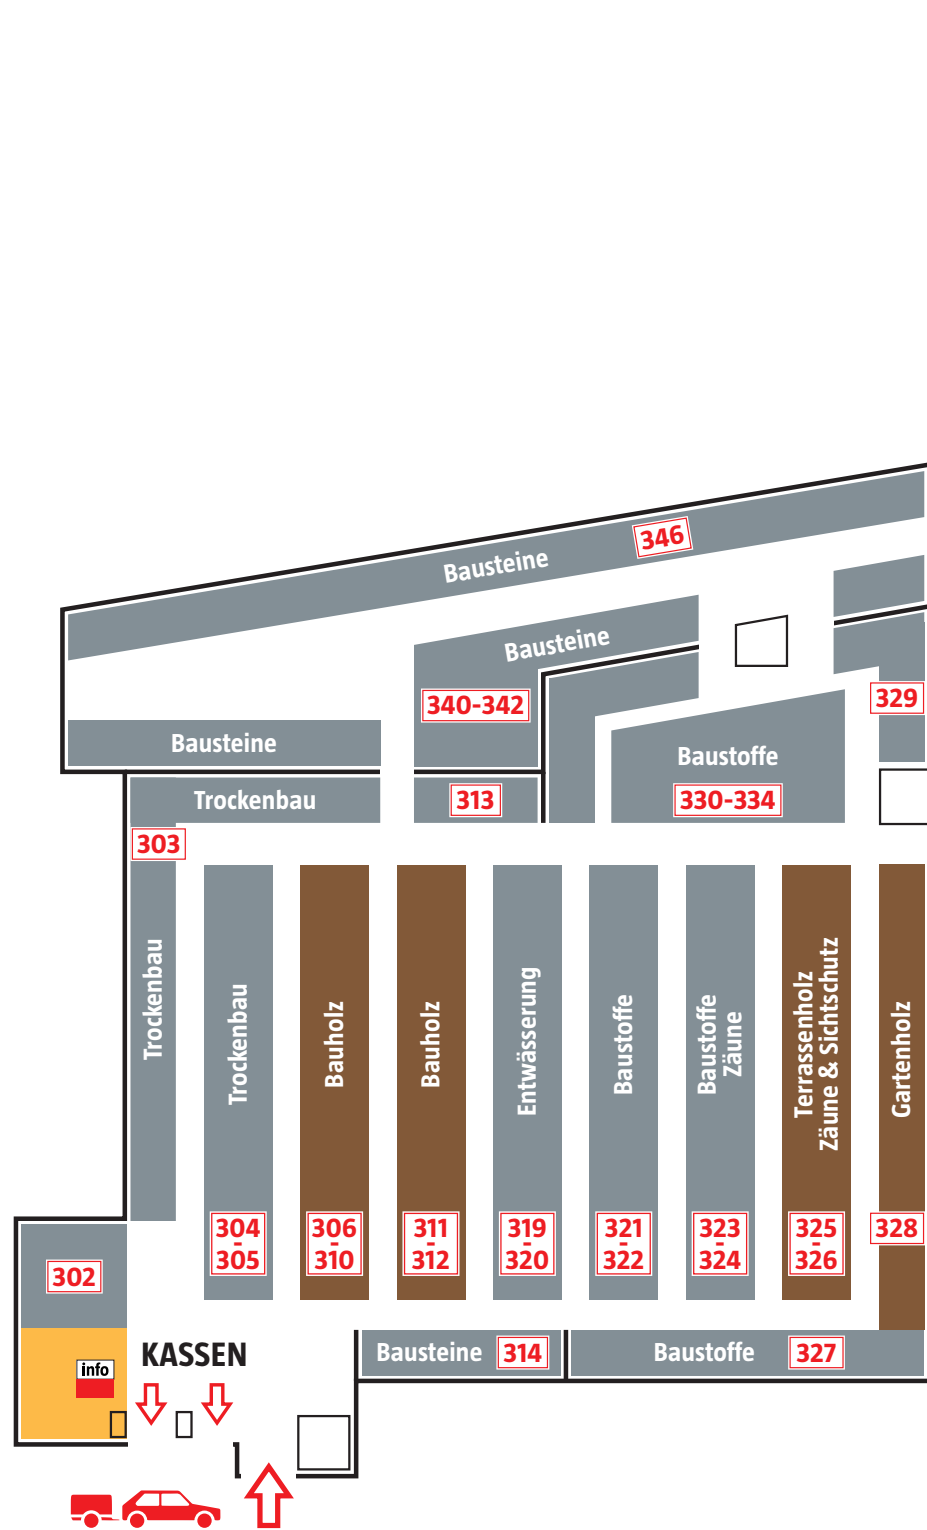 346
Bausteine
Bausteine
340-342
329
Bausteine
Baustoffe
Trockenbau
313
330-334
303
Trockenbau
Trockenbau
Bauholz
Bauholz
Entwässerung
Baustoffe
Baustoffe
Zäune
Terrassenholz
Zäune & Sichtschutz
Gartenholz
304
-
305
306
-
310
311
-
312
319
-
320
321
-
322
323
-
324
325
-
326
328
302
KASSEN
info
Bausteine
314
Baustoffe
327